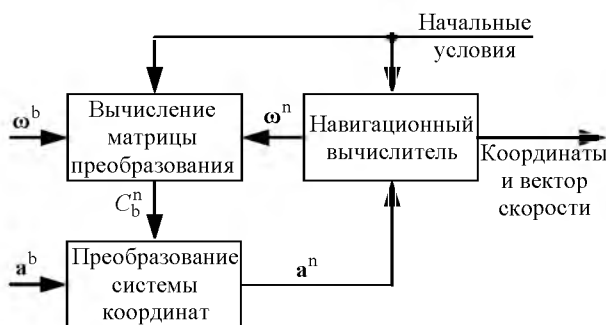 Начальные
условия
ω^b
Вычисление
матрицы
преобразования
ω^n
Навигационный
вычислитель
Координаты
и вектор
скорости
C_b^n
a^b
Преобразование
системы
координат
a^n